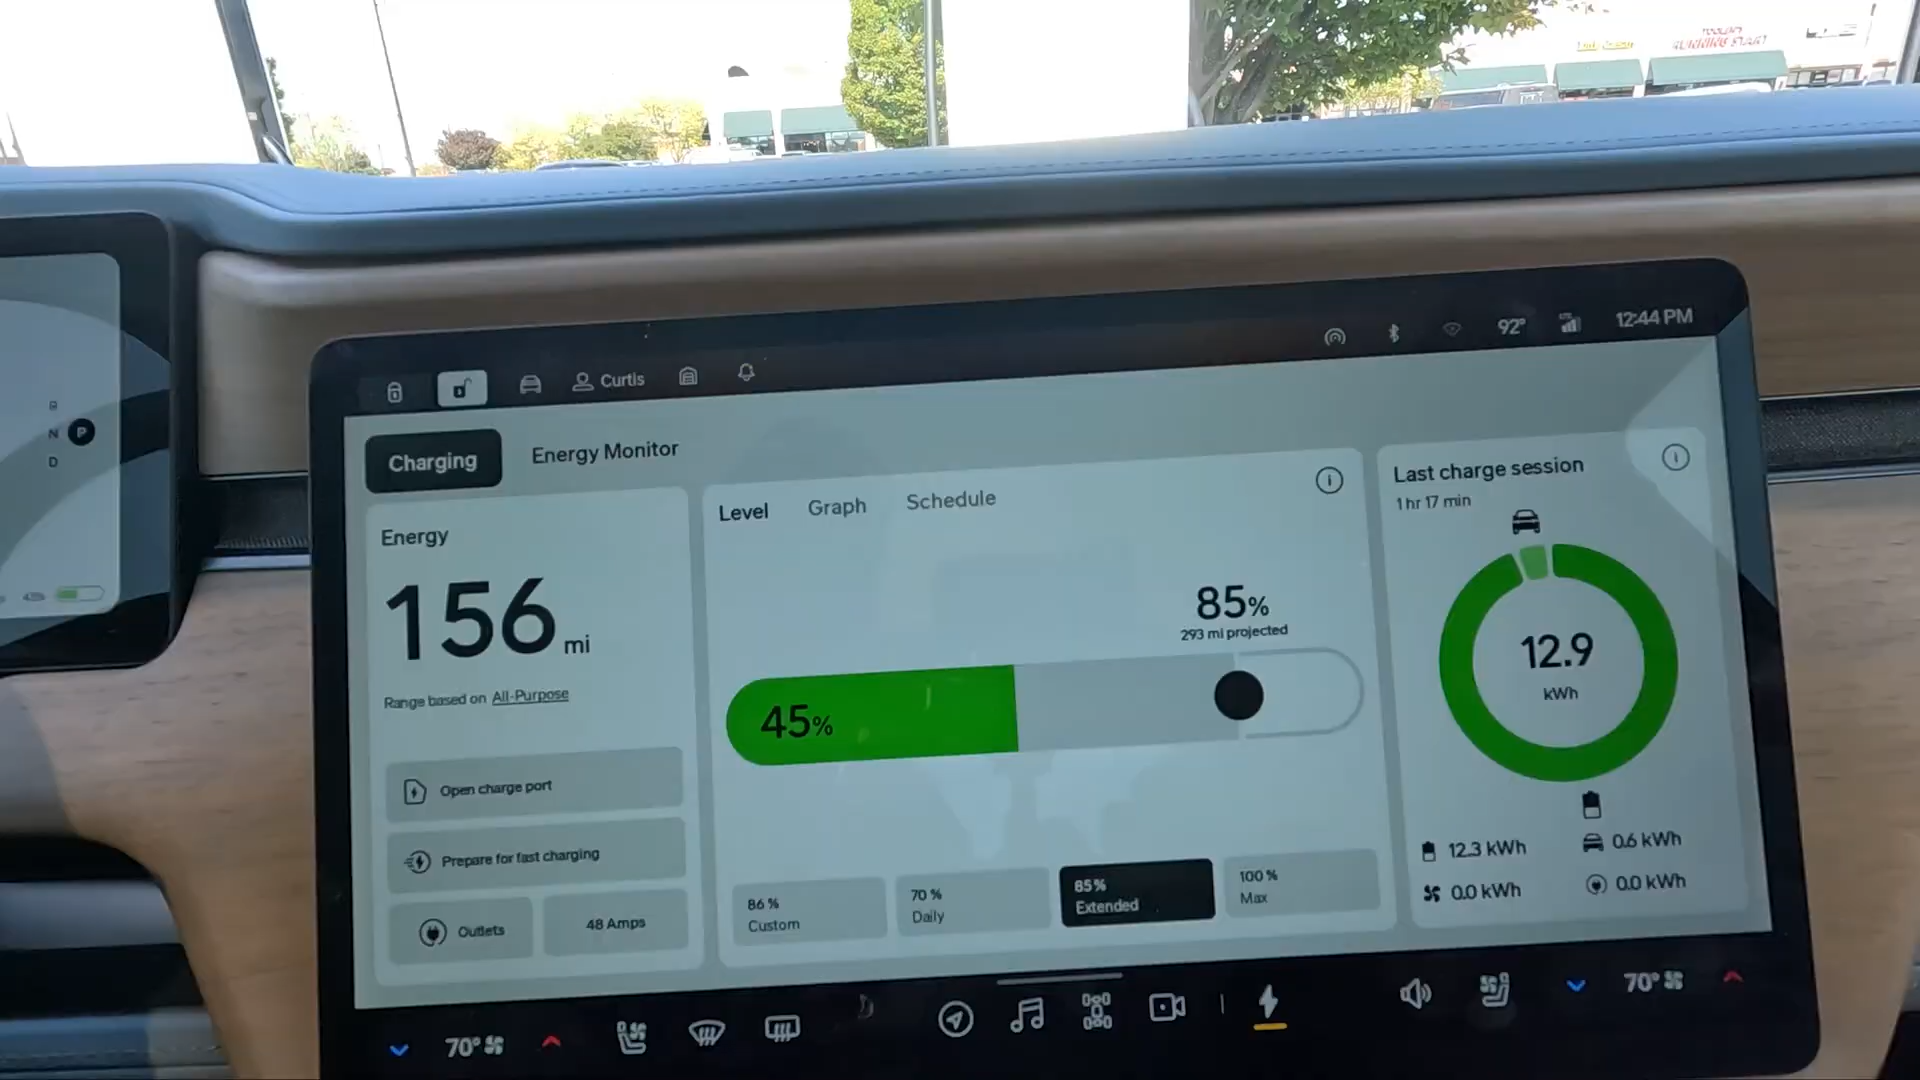 RUNNING START
92°
LTE
12:44 PM
Curtis
R
N
P
D
Charging
Energy Monitor
Energy
156 mi
Range based on All-Purpose
Open charge port
Prepare for fast charging
Outlets
48 Amps
Level
Graph
Schedule
85%
293 mi projected
45%
86 %
Custom
70 %
Daily
85%
Extended
100 %
Max
Last charge session
1 hr 17 min
12.9
kWh
12.3 kWh
0.6 kWh
0.0 kWh
0.0 kWh
70°
70°